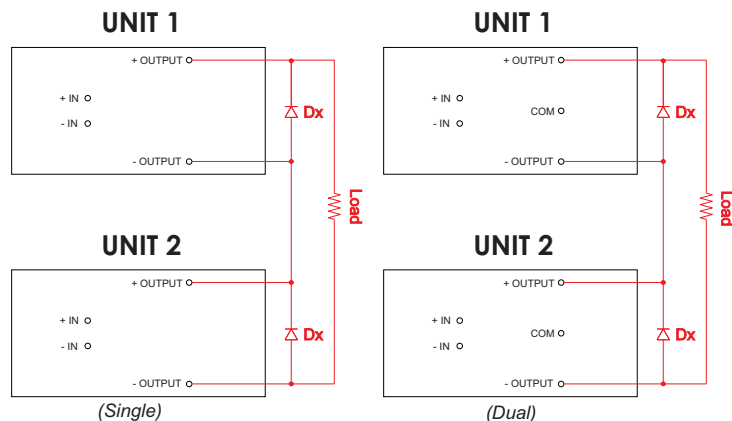 UNIT 1
+ OUTPUT
+ IN
- IN
Dx
- OUTPUT
Load
UNIT 2
+ OUTPUT
+ IN
- IN
Dx
- OUTPUT
(Single)
UNIT 1
+ OUTPUT
+ IN
- IN
COM
Dx
- OUTPUT
Load
UNIT 2
+ OUTPUT
+ IN
- IN
COM
Dx
- OUTPUT
(Dual)